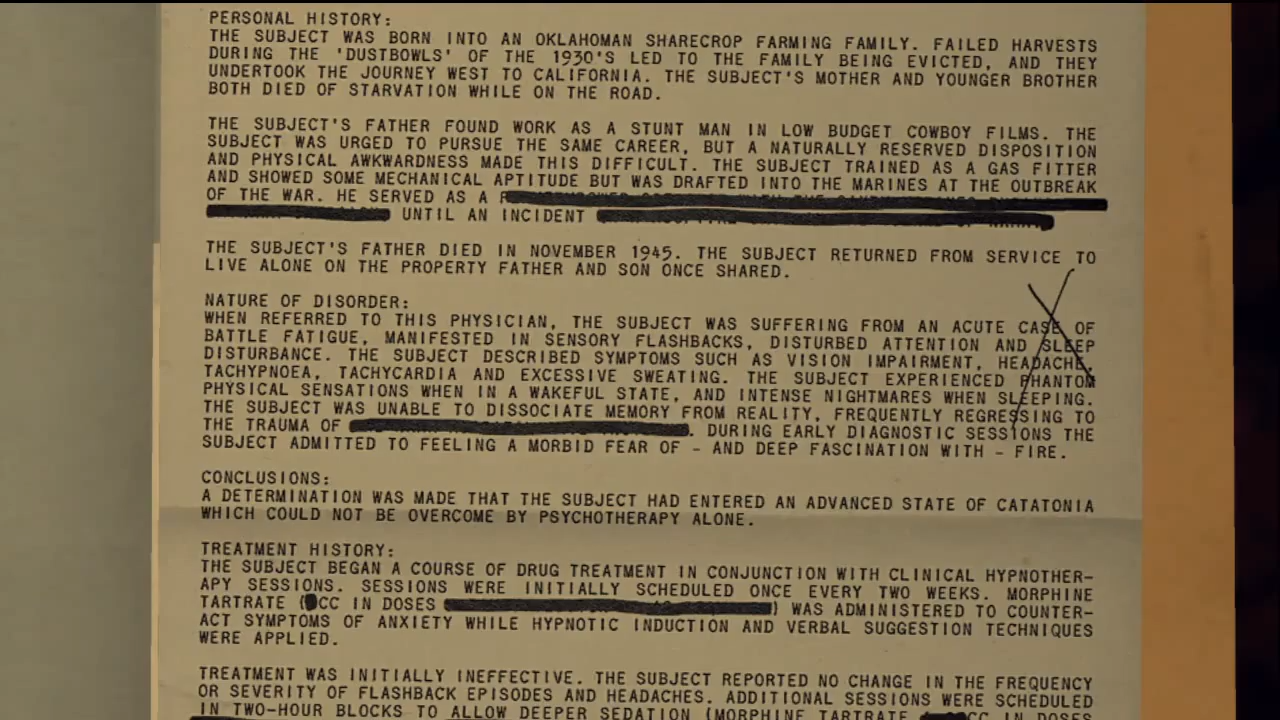 PERSONAL HISTORY:
THE SUBJECT WAS BORN INTO AN OKLAHOMAN SHARECROP FARMING FAMILY. FAILED HARVESTS
DURING THE 'DUSTBOWLS' OF THE 1930'S LED TO THE FAMILY BEING EVICTED, AND THEY
UNDERTOOK THE JOURNEY WEST TO CALIFORNIA. THE SUBJECT'S MOTHER AND YOUNGER BROTHER
BOTH DIED OF STARVATION WHILE ON THE ROAD.
THE SUBJECT'S FATHER FOUND WORK AS A STUNT MAN IN LOW BUDGET COWBOY FILMS. THE
SUBJECT WAS URGED TO PURSUE THE SAME CAREER, BUT A NATURALLY RESERVED DISPOSITION
AND PHYSICAL AWKWARDNESS MADE THIS DIFFICULT. THE SUBJECT TRAINED AS A GAS FITTER
AND SHOWED SOME MECHANICAL APTITUDE BUT WAS DRAFTED INTO THE MARINES AT THE OUTBREAK
OF THE WAR. HE SERVED AS A
UNTIL AN INCIDENT
THE SUBJECT'S FATHER DIED IN NOVEMBER 1945. THE SUBJECT RETURNED FROM SERVICE TO
LIVE ALONE ON THE PROPERTY FATHER AND SON ONCE SHARED.
NATURE OF DISORDER:
WHEN REFERRED TO THIS PHYSICIAN, THE SUBJECT WAS SUFFERING FROM AN ACUTE CASE OF
BATTLE FATIGUE, MANIFESTED IN SENSORY FLASHBACKS, DISTURBED ATTENTION AND SLEEP
DISTURBANCE. THE SUBJECT DESCRIBED SYMPTOMS SUCH AS VISION IMPAIRMENT, HEADACHE,
TACHYPNOEA, TACHYCARDIA AND EXCESSIVE SWEATING. THE SUBJECT EXPERIENCED PHANTOM
PHYSICAL SENSATIONS WHEN IN A WAKEFUL STATE, AND INTENSE NIGHTMARES WHEN SLEEPING.
THE SUBJECT WAS UNABLE TO DISSOCIATE MEMORY FROM REALITY, FREQUENTLY REGRESSING TO
THE TRAUMA OF . DURING EARLY DIAGNOSTIC SESSIONS THE
SUBJECT ADMITTED TO FEELING A MORBID FEAR OF - AND DEEP FASCINATION WITH - FIRE.
CONCLUSIONS:
A DETERMINATION WAS MADE THAT THE SUBJECT HAD ENTERED AN ADVANCED STATE OF CATATONIA
WHICH COULD NOT BE OVERCOME BY PSYCHOTHERAPY ALONE.
TREATMENT HISTORY:
THE SUBJECT BEGAN A COURSE OF DRUG TREATMENT IN CONJUNCTION WITH CLINICAL HYPNOTHER-
APY SESSIONS. SESSIONS WERE INITIALLY SCHEDULED ONCE EVERY TWO WEEKS. MORPHINE
TARTRATE ( CC IN DOSES ) WAS ADMINISTERED TO COUNTER-
ACT SYMPTOMS OF ANXIETY WHILE HYPNOTIC INDUCTION AND VERBAL SUGGESTION TECHNIQUES
WERE APPLIED.
TREATMENT WAS INITIALLY INEFFECTIVE. THE SUBJECT REPORTED NO CHANGE IN THE FREQUENCY
OR SEVERITY OF FLASHBACK EPISODES AND HEADACHES. ADDITIONAL SESSIONS WERE SCHEDULED
IN TWO-HOUR BLOCKS TO ALLOW DEEPER SEDATION (MORPHINE TARTRATE CC IN DOSES